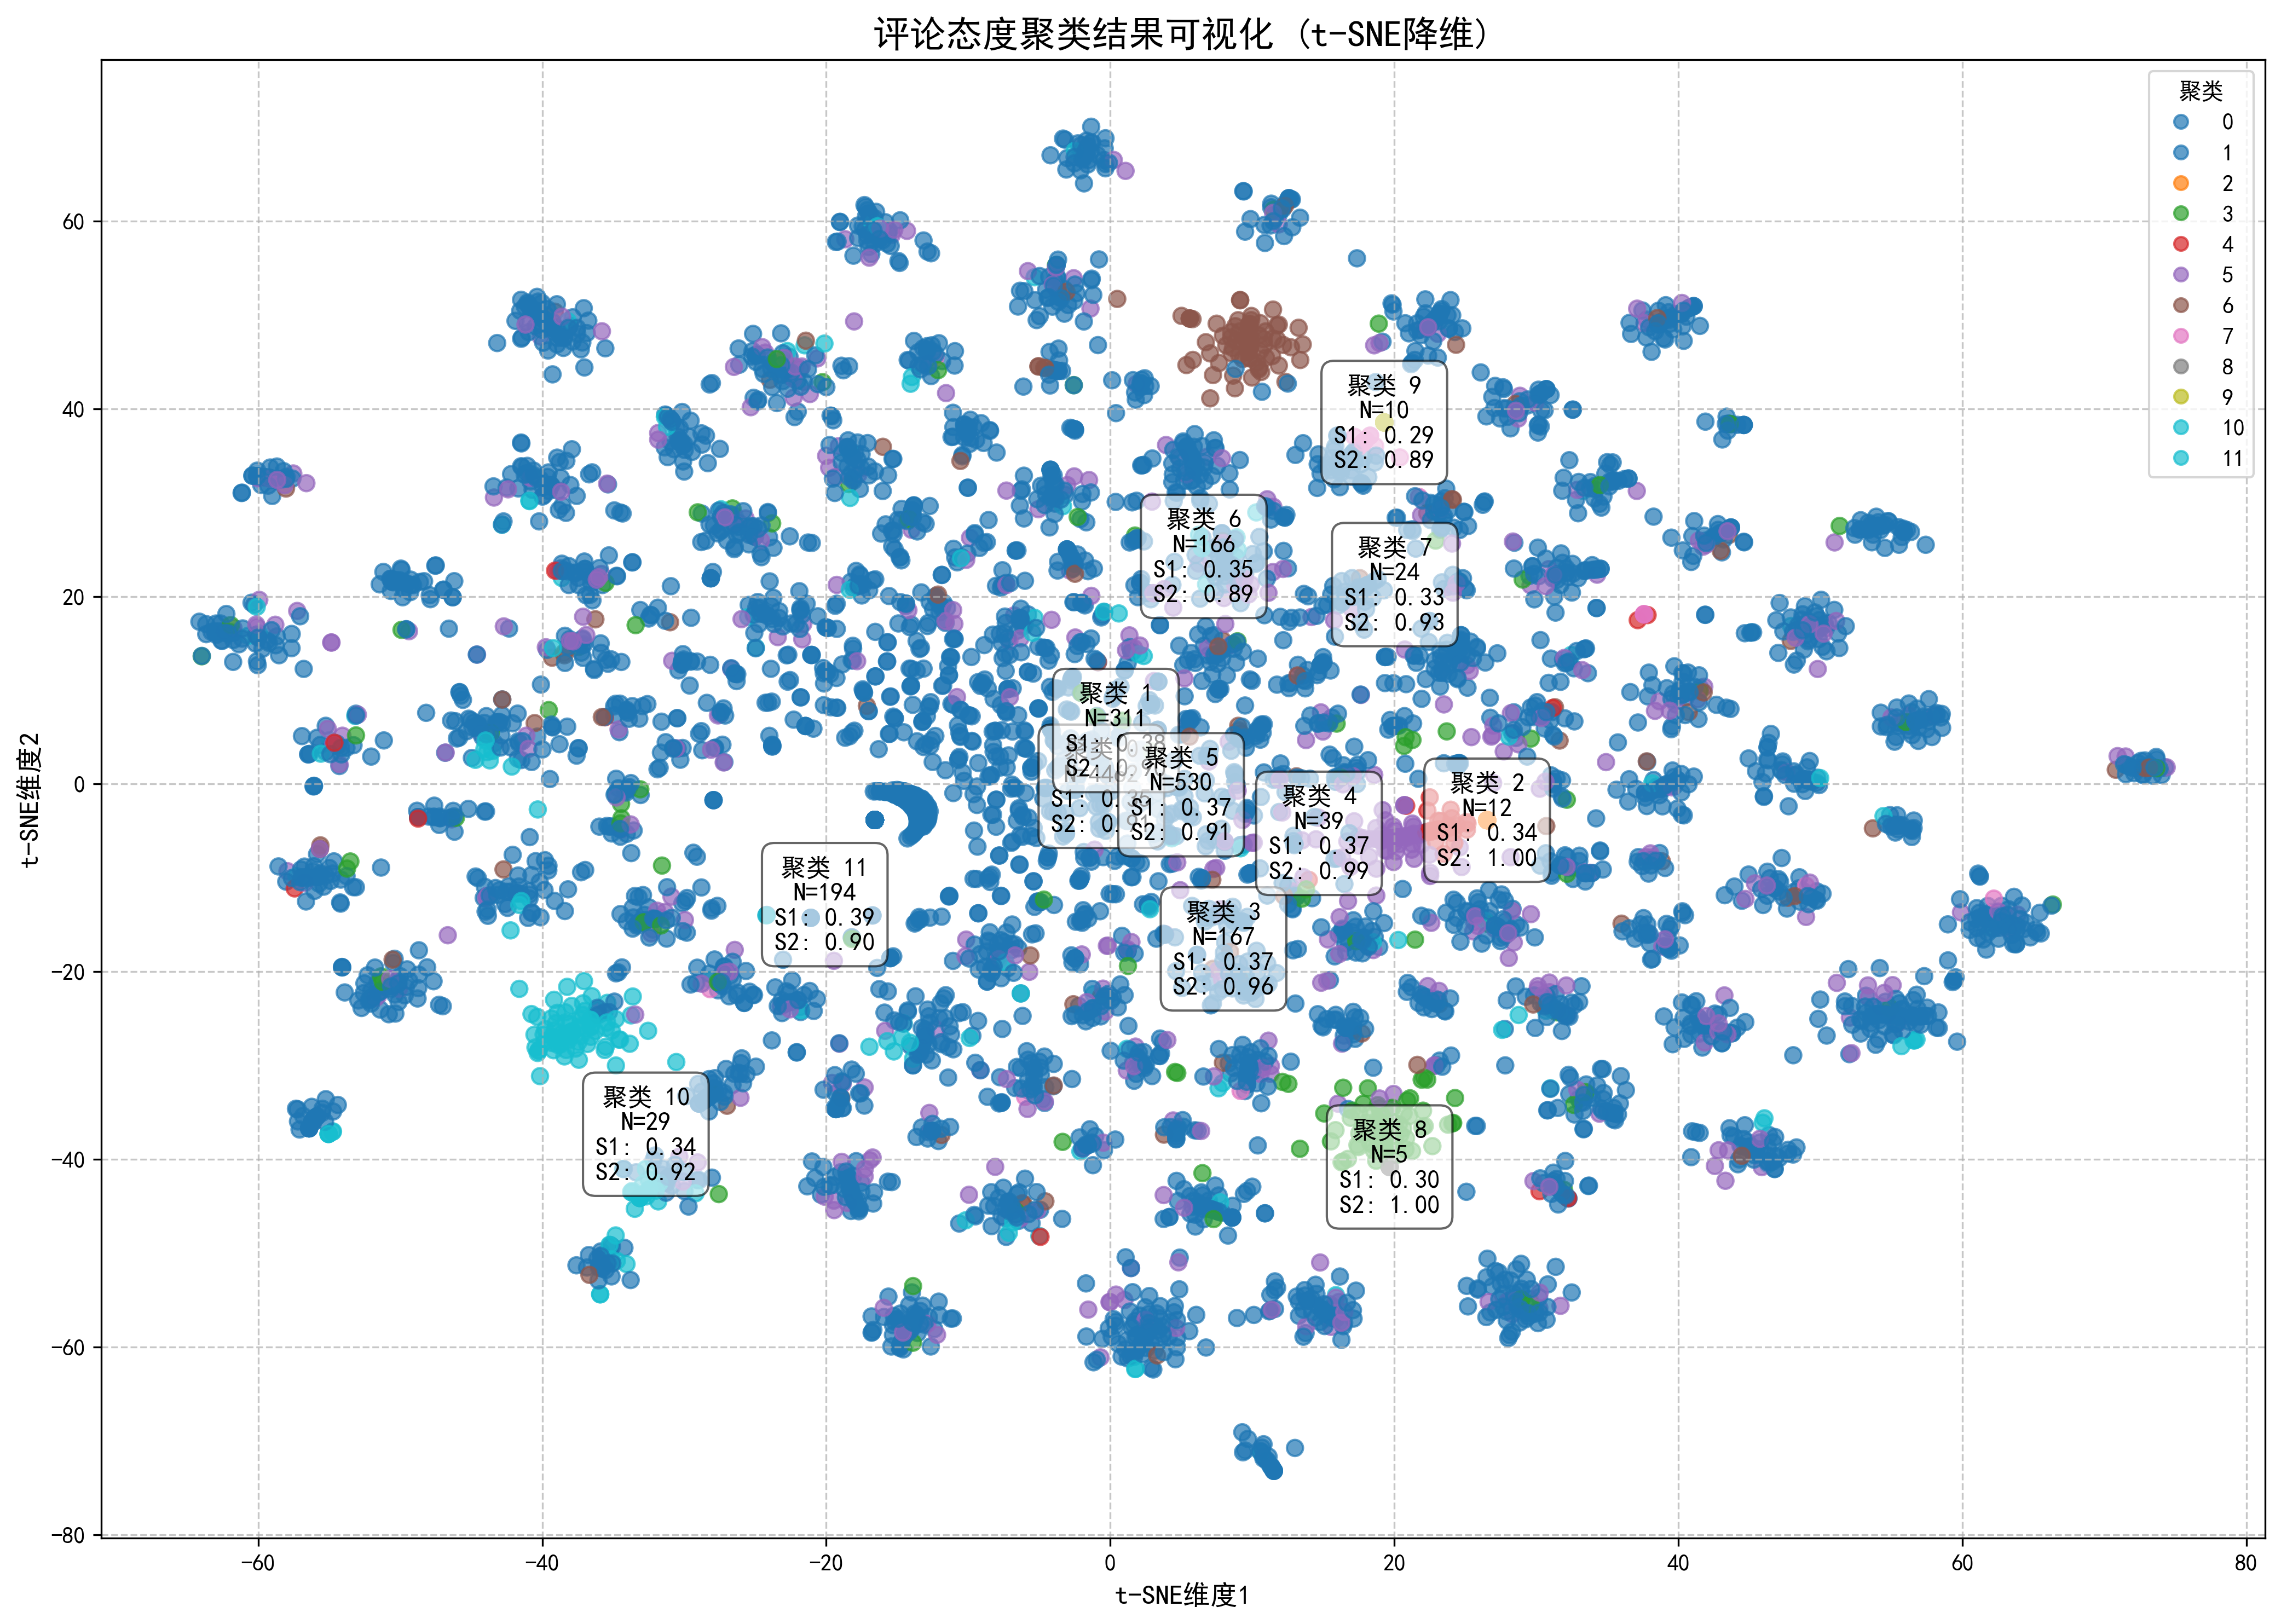 评论态度聚类结果可视化 (t-SNE降维)
聚类
0
1
2
3
4
5
6
7
8
9
10
11
聚类 9
N=10
S1: 0.29
S2: 0.89
聚类 6
N=166
S1: 0.35
S2: 0.89
聚类 7
N=24
S1: 0.33
S2: 0.93
聚类 1
N=311
S1: 0.38
S2: 0.9
聚类 5
N=530
S1: 0.37
S2: 0.91
聚类 4
N=39
S1: 0.37
S2: 0.99
聚类 2
N=12
S1: 0.34
S2: 1.00
聚类 11
N=194
S1: 0.39
S2: 0.90
聚类 3
N=167
S1: 0.37
S2: 0.96
聚类 10
N=29
S1: 0.34
S2: 0.92
聚类 8
N=5
S1: 0.30
S2: 1.00
60
40
20
0
−20
−40
−60
−80
t-SNE维度2
−60
−40
−20
0
20
40
60
80
t-SNE维度1